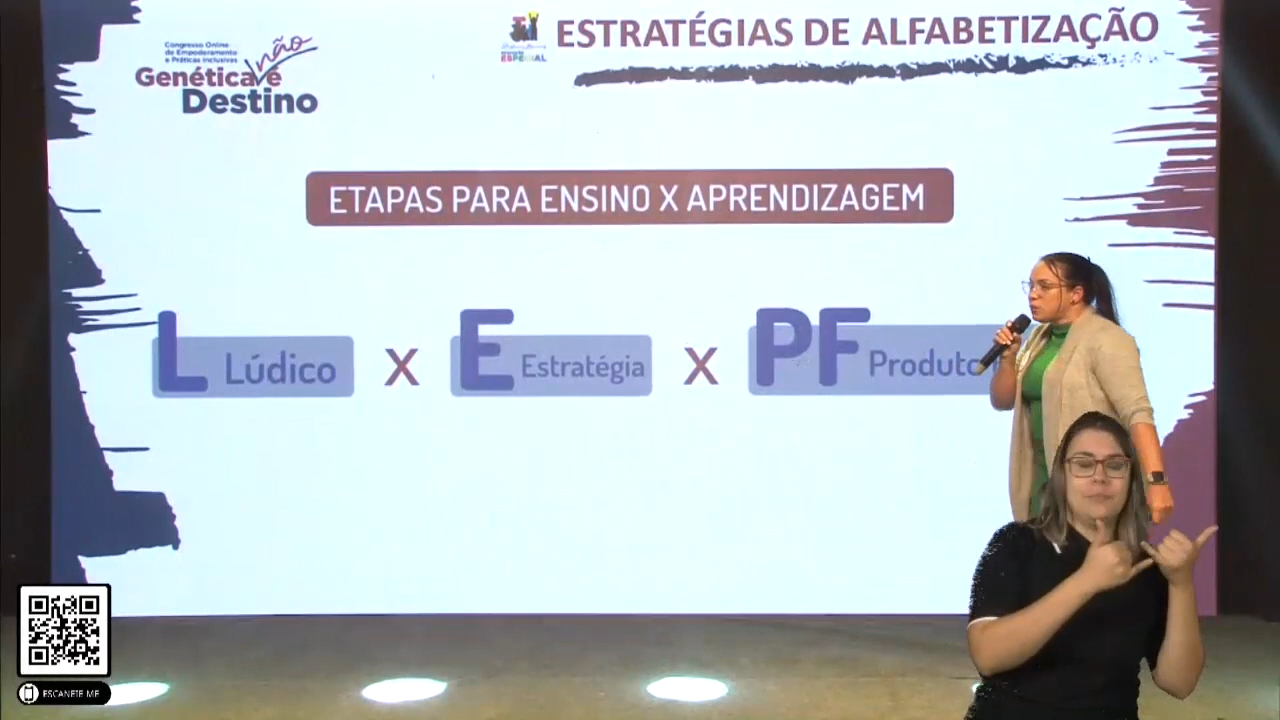 Congresso Online
de Empoderamento
e Práticas Inclusivas
não
Genética é
Destino
ESPECIAL
ESTRATÉGIAS DE ALFABETIZAÇÃO
ETAPAS PARA ENSINO X APRENDIZAGEM
L Lúdico X E Estratégia X PF Produto
ESCANEIE ME